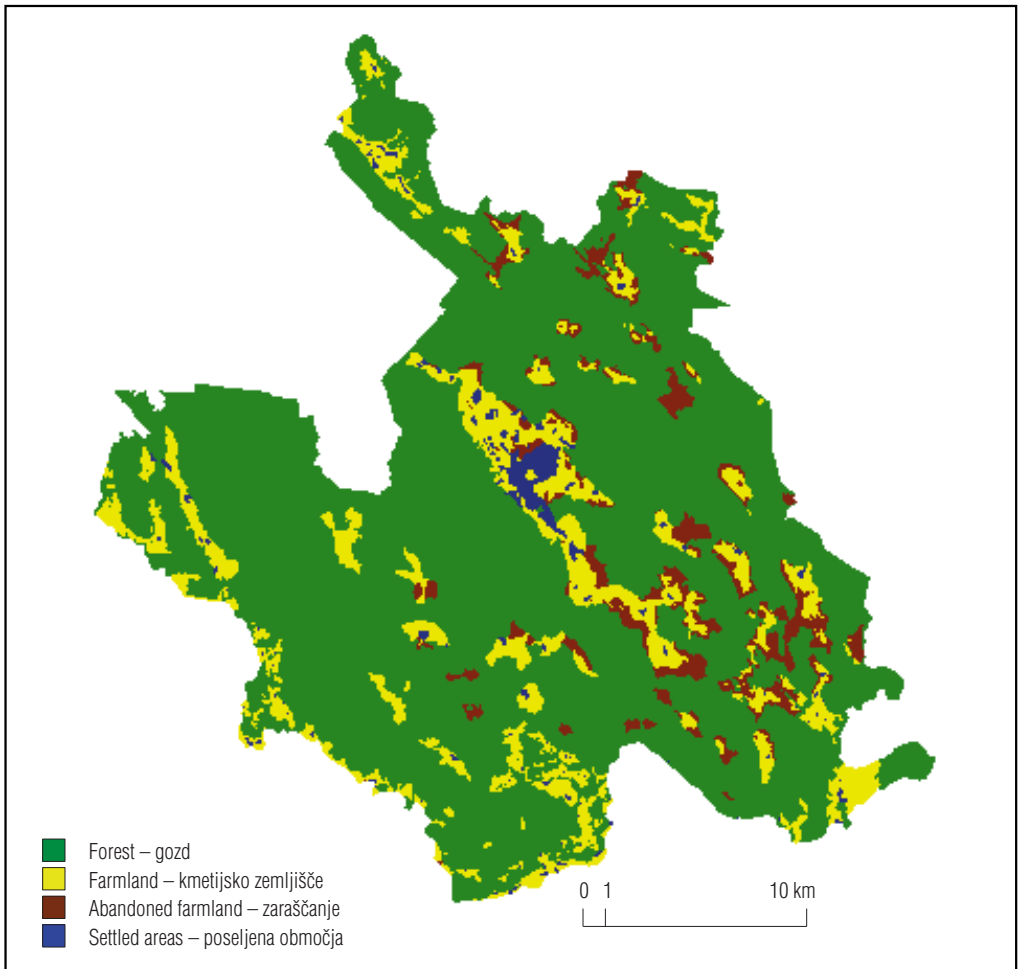 Forest – gozd
Farmland – kmetijsko zemljišče
Abandoned farmland – zaraščanje
Settled areas – poseljena območja
0 1 10 km